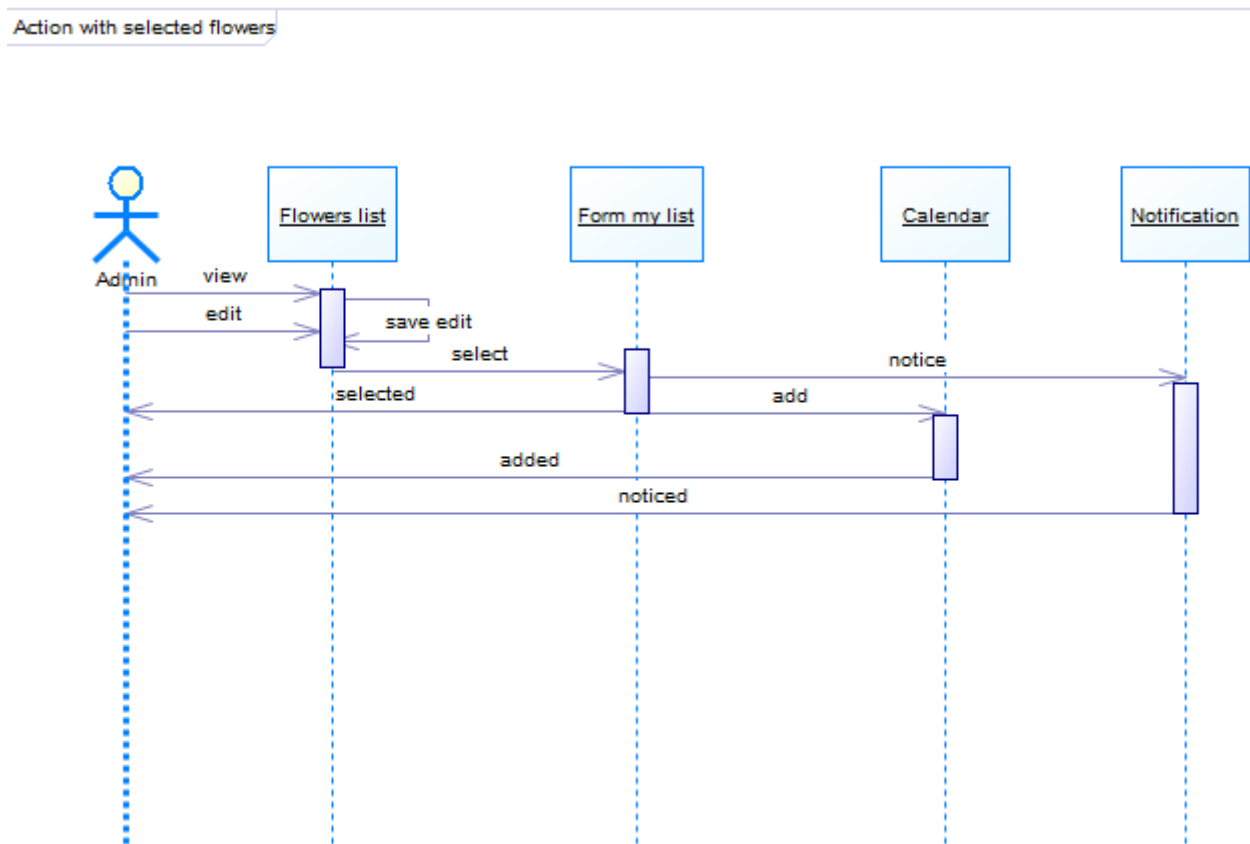 Action with selected flowers
Flowers list
Form my list
Calendar
Notification
Admin
view
edit
save edit
select
notice
selected
add
added
noticed